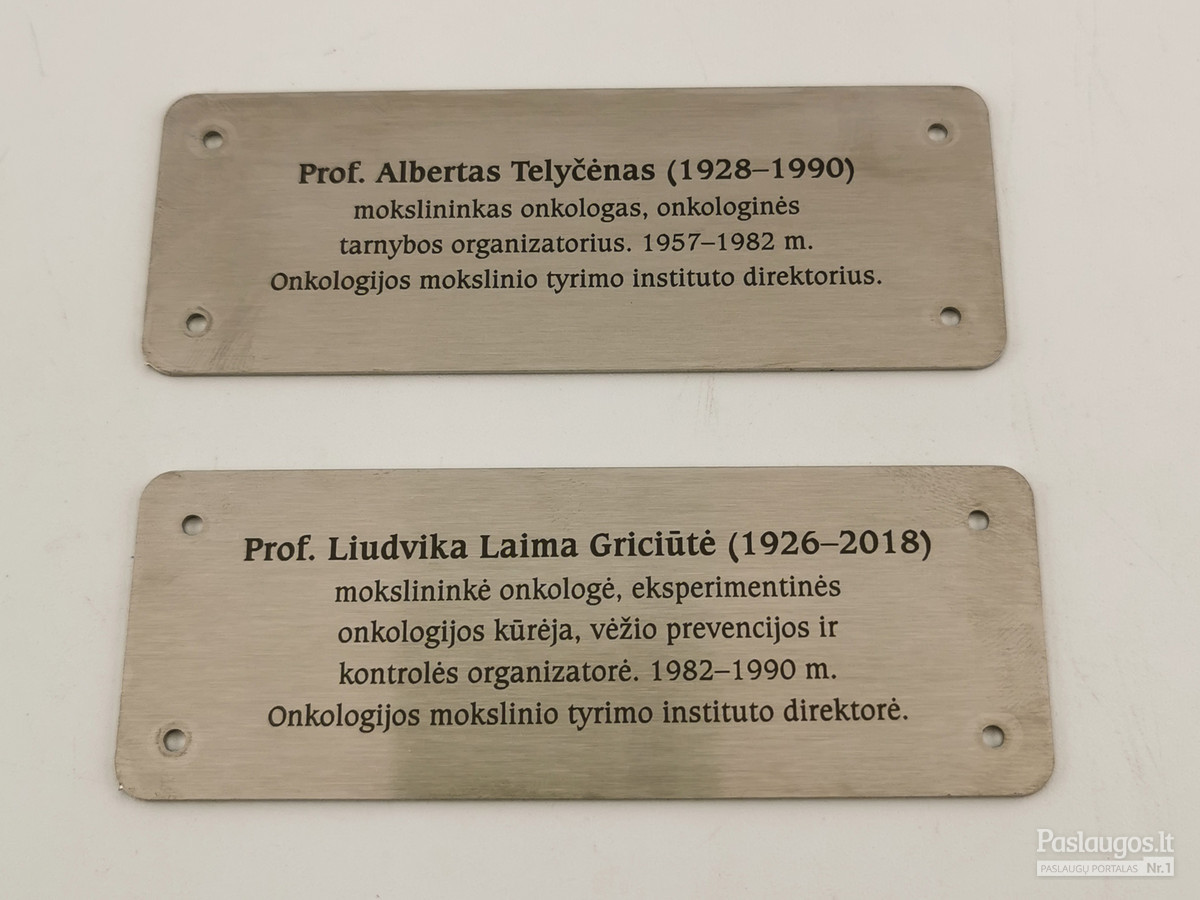 Prof. Albertas Telyčėnas (1928–1990)
mokslininkas onkologas, onkologinės
tarnybos organizatorius. 1957–1982 m.
Onkologijos mokslinio tyrimo instituto direktorius.
Prof. Liudvika Laima Griciūtė (1926–2018)
mokslininkė onkologė, eksperimentinės
onkologijos kūrėja, vėžio prevencijos ir
kontrolės organizatorė. 1982–1990 m.
Onkologijos mokslinio tyrimo instituto direktorė.
Paslaugos.lt
PASLAUGŲ PORTALAS Nr.1